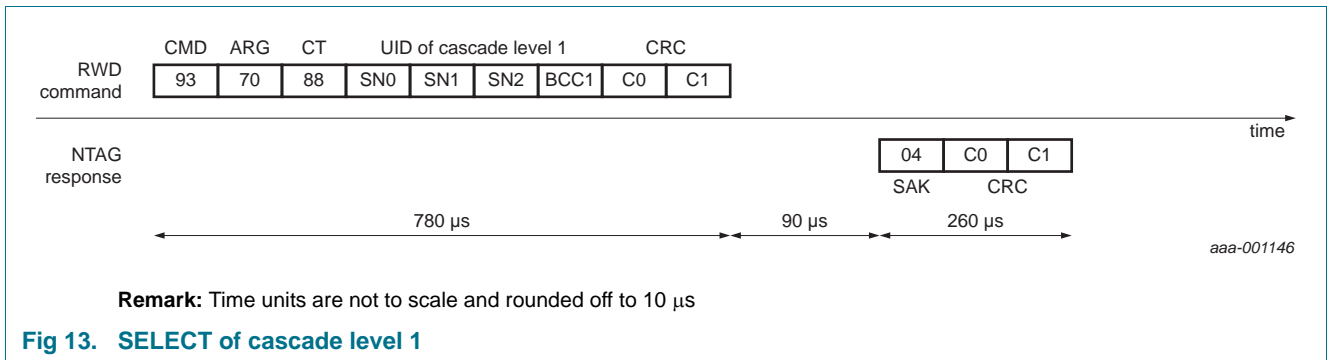 CMD ARG CT UID of cascade level 1 CRC
RWD
command
93 70 88 SN0 SN1 SN2 BCC1 C0 C1
time
NTAG
response
04 C0 C1
SAK CRC
780 µs 90 µs 260 µs
aaa-001146
Remark: Time units are not to scale and rounded off to 10 µs
Fig 13. SELECT of cascade level 1